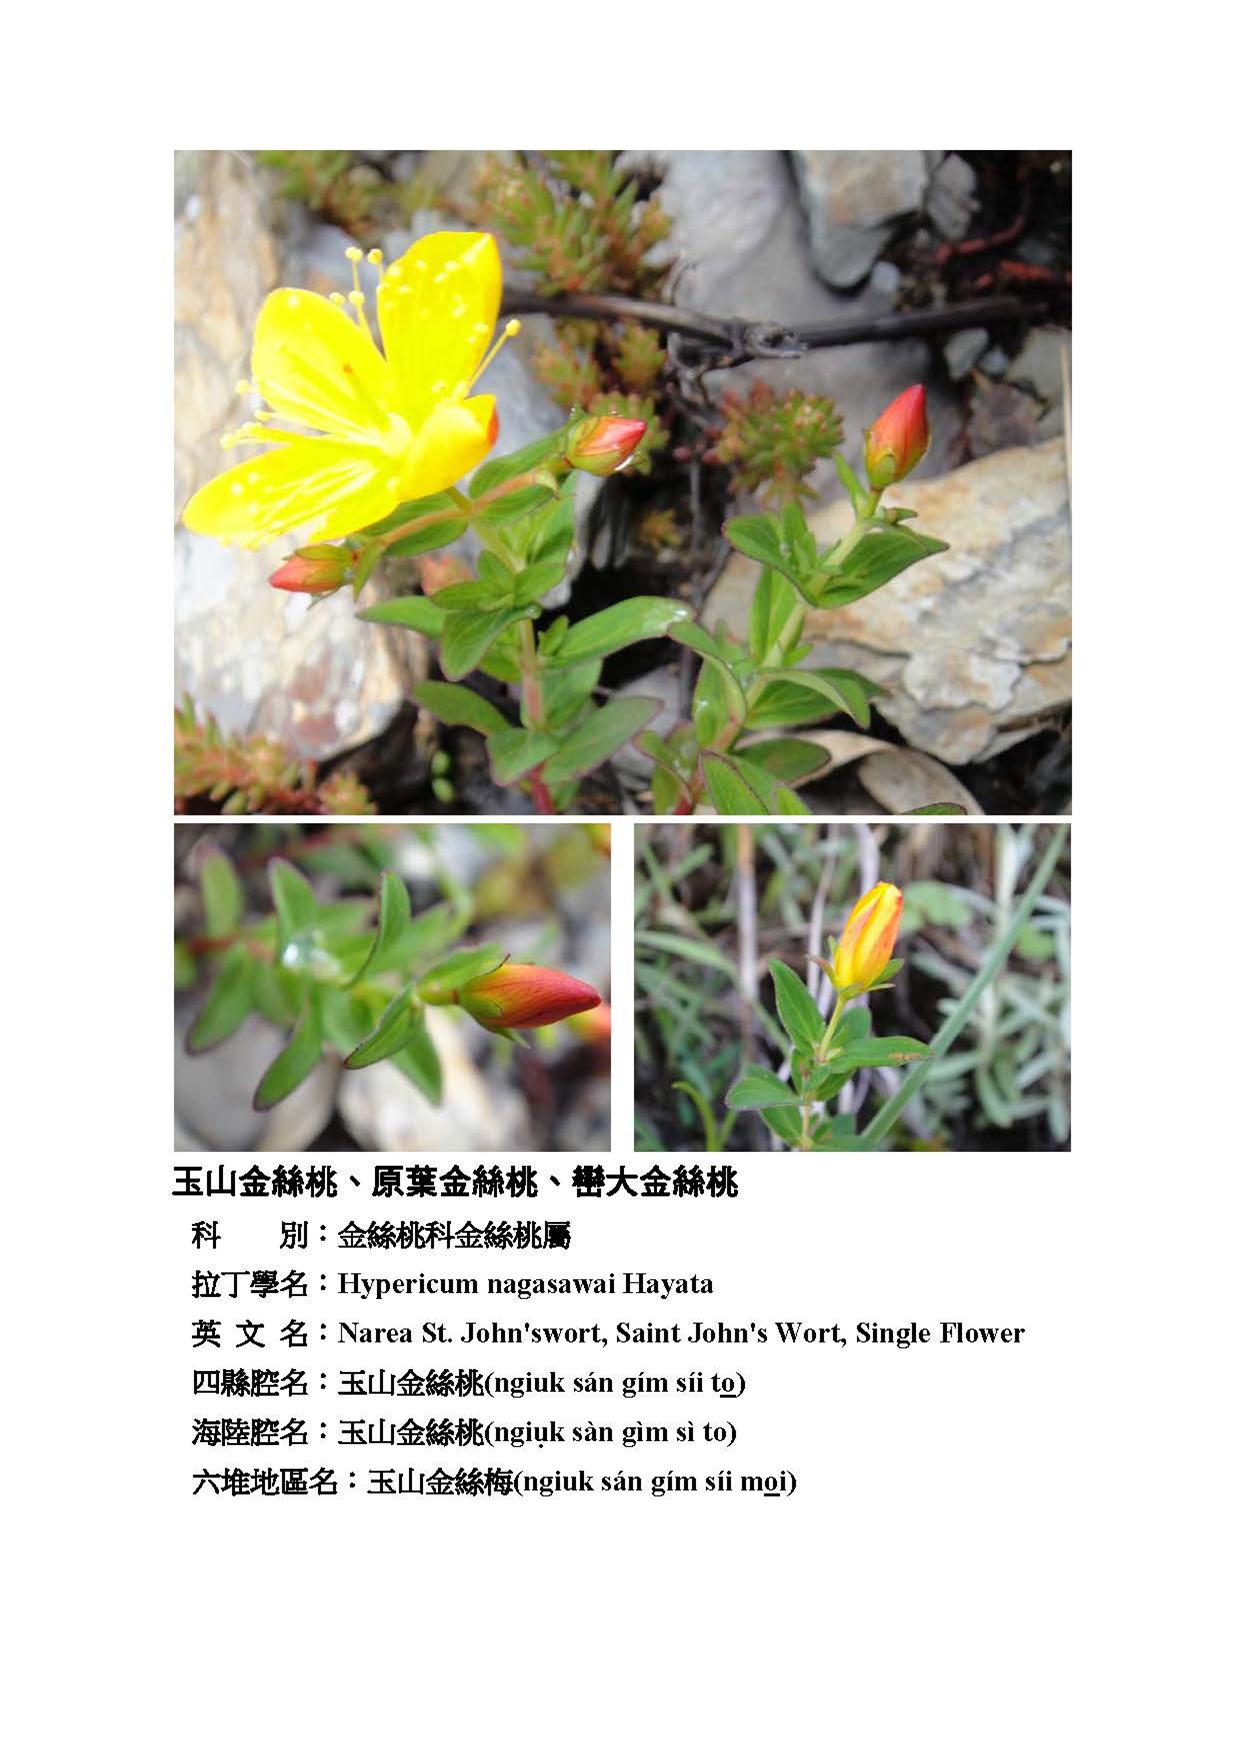 玉山金絲桃、原葉金絲桃、巒大金絲桃
科　　別：金絲桃科金絲桃屬
拉丁學名：Hypericum nagasawai Hayata
英 文 名：Narea St. John'swort, Saint John's Wort, Single Flower
四縣腔名：玉山金絲桃(ngiuk sán gím síi to̲)
海陸腔名：玉山金絲桃(ngiụk sàn gìm sì to)
六堆地區名：玉山金絲梅(ngiuk sán gím síi mo̲i)